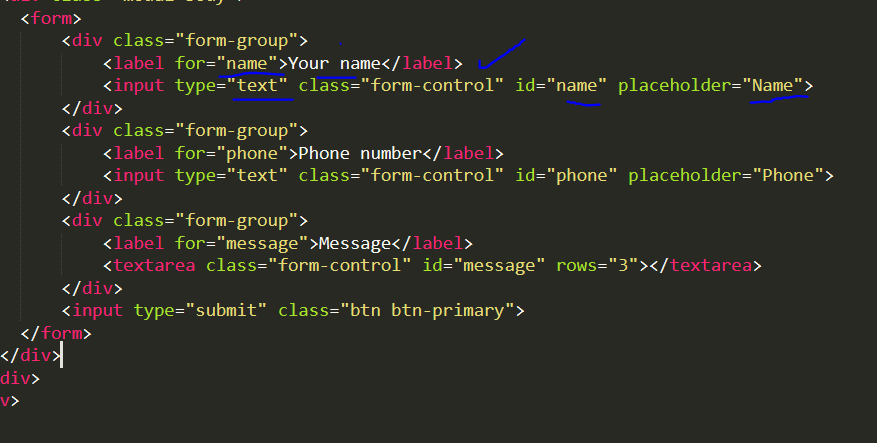 <form>
<div class="form-group">
<label for="name">Your name</label>
<input type="text" class="form-control" id="name" placeholder="Name">
</div>
<div class="form-group">
<label for="phone">Phone number</label>
<input type="text" class="form-control" id="phone" placeholder="Phone">
</div>
<div class="form-group">
<label for="message">Message</label>
<textarea class="form-control" id="message" rows="3"></textarea>
</div>
<input type="submit" class="btn btn-primary">
</form>
</div>
div>
v>